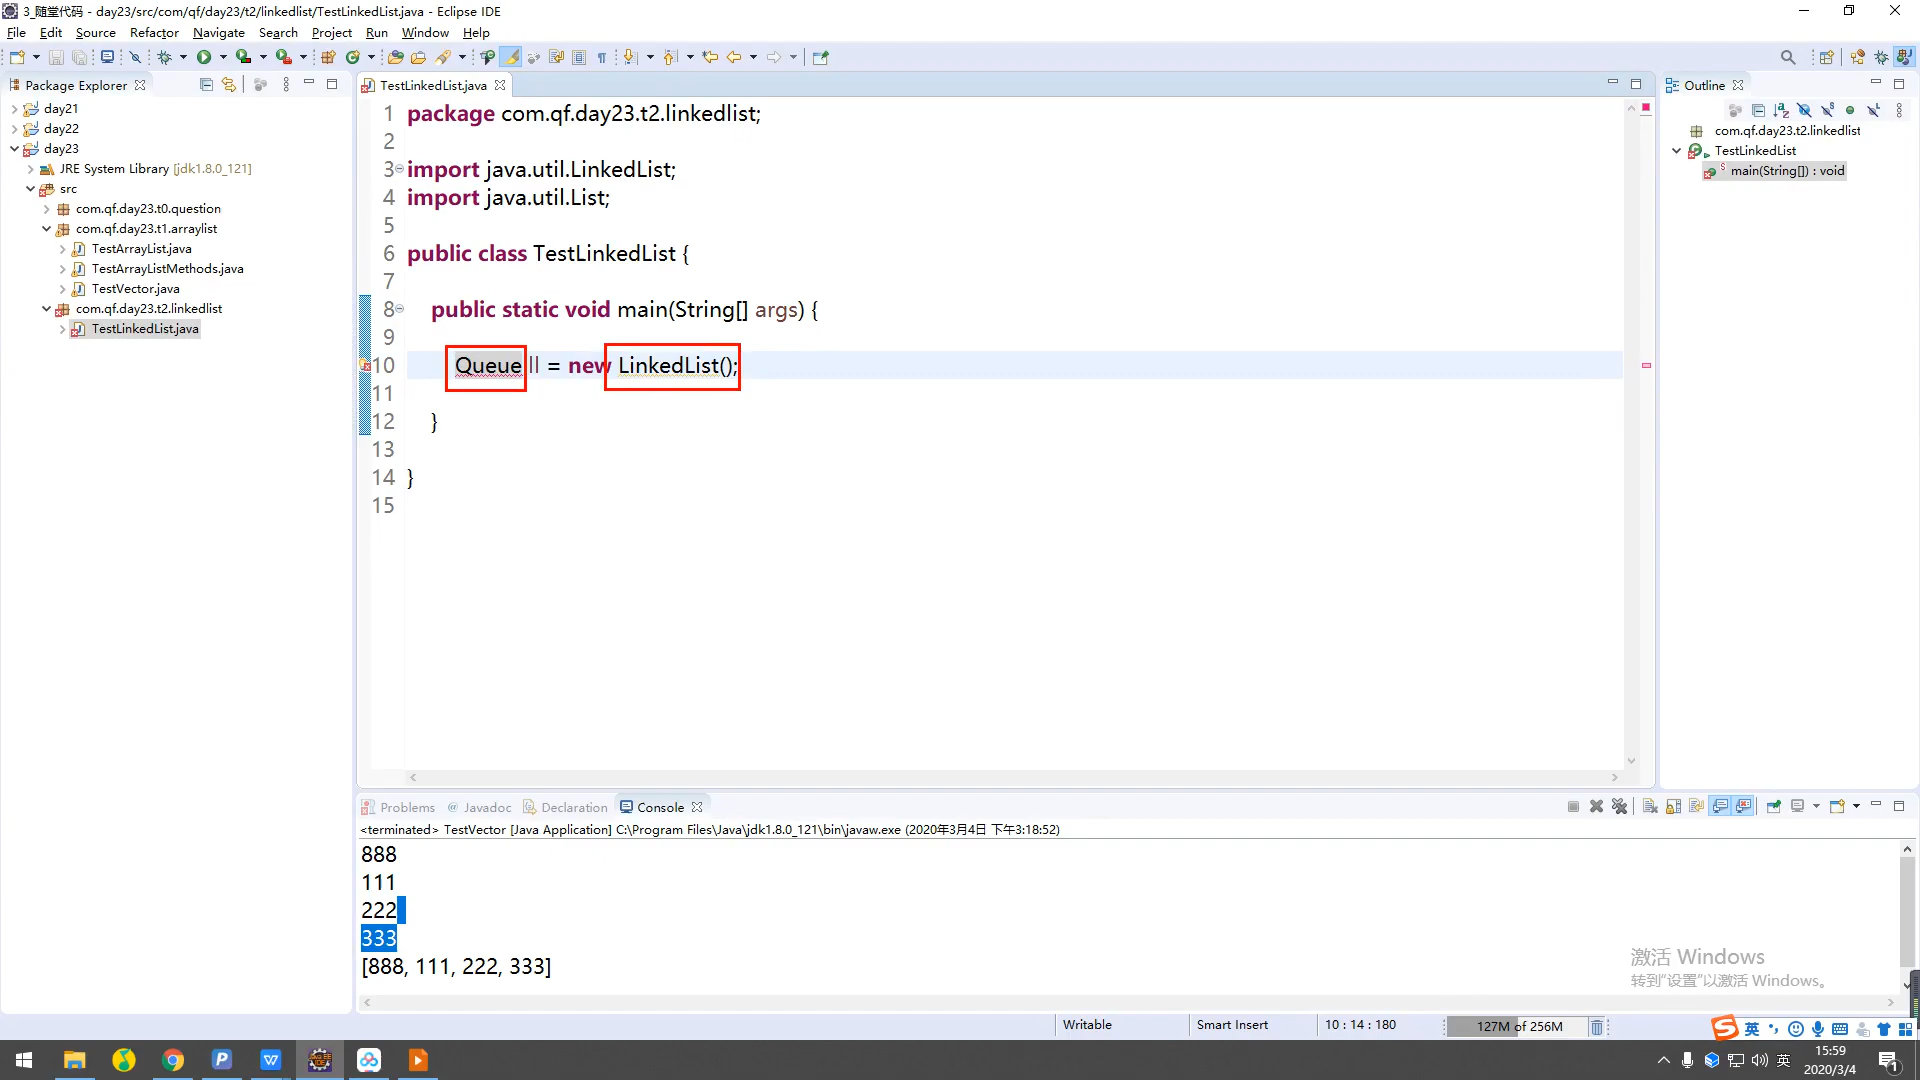 3_随堂代码 - day23/src/com/qf/day23/t2/linkedlist/TestLinkedList.java - Eclipse IDE
File Edit Source Refactor Navigate Search Project Run Window Help
Package Explorer
day21
day22
day23
JRE System Library [jdk1.8.0_121]
src
com.qf.day23.t0.question
com.qf.day23.t1.arraylist
TestArrayList.java
TestArrayListMethods.java
TestVector.java
com.qf.day23.t2.linkedlist
TestLinkedList.java
TestLinkedList.java
1 package com.qf.day23.t2.linkedlist;
2
3 import java.util.LinkedList;
4 import java.util.List;
5
6 public class TestLinkedList {
7
8 public static void main(String[] args) {
9
10 Queue ll = new LinkedList();
11
12 }
13
14 }
15
Outline
com.qf.day23.t2.linkedlist
TestLinkedList
main(String[]) : void
Problems @ Javadoc Declaration Console
<terminated> TestVector [Java Application] C:\Program Files\Java\jdk1.8.0_121\bin\javaw.exe (2020年3月4日 下午3:18:52)
888
111
222
333
[888, 111, 222, 333]
激活 Windows
转到"设置"以激活 Windows。
Writable Smart Insert 10 : 14 : 180 127M of 256M
英
英 15:59
2020/3/4
1